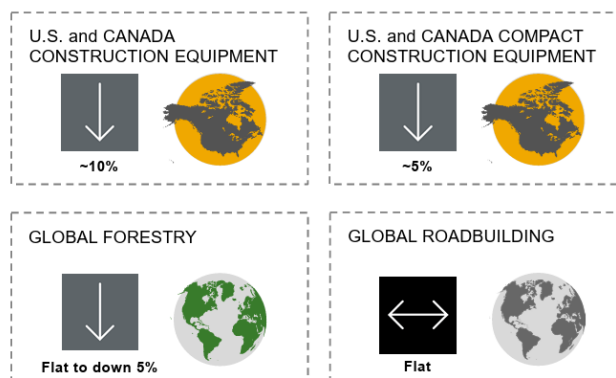 U.S. and CANADA
CONSTRUCTION EQUIPMENT
~10%
U.S. and CANADA COMPACT
CONSTRUCTION EQUIPMENT
~5%
GLOBAL FORESTRY
Flat to down 5%
GLOBAL ROADBUILDING
Flat